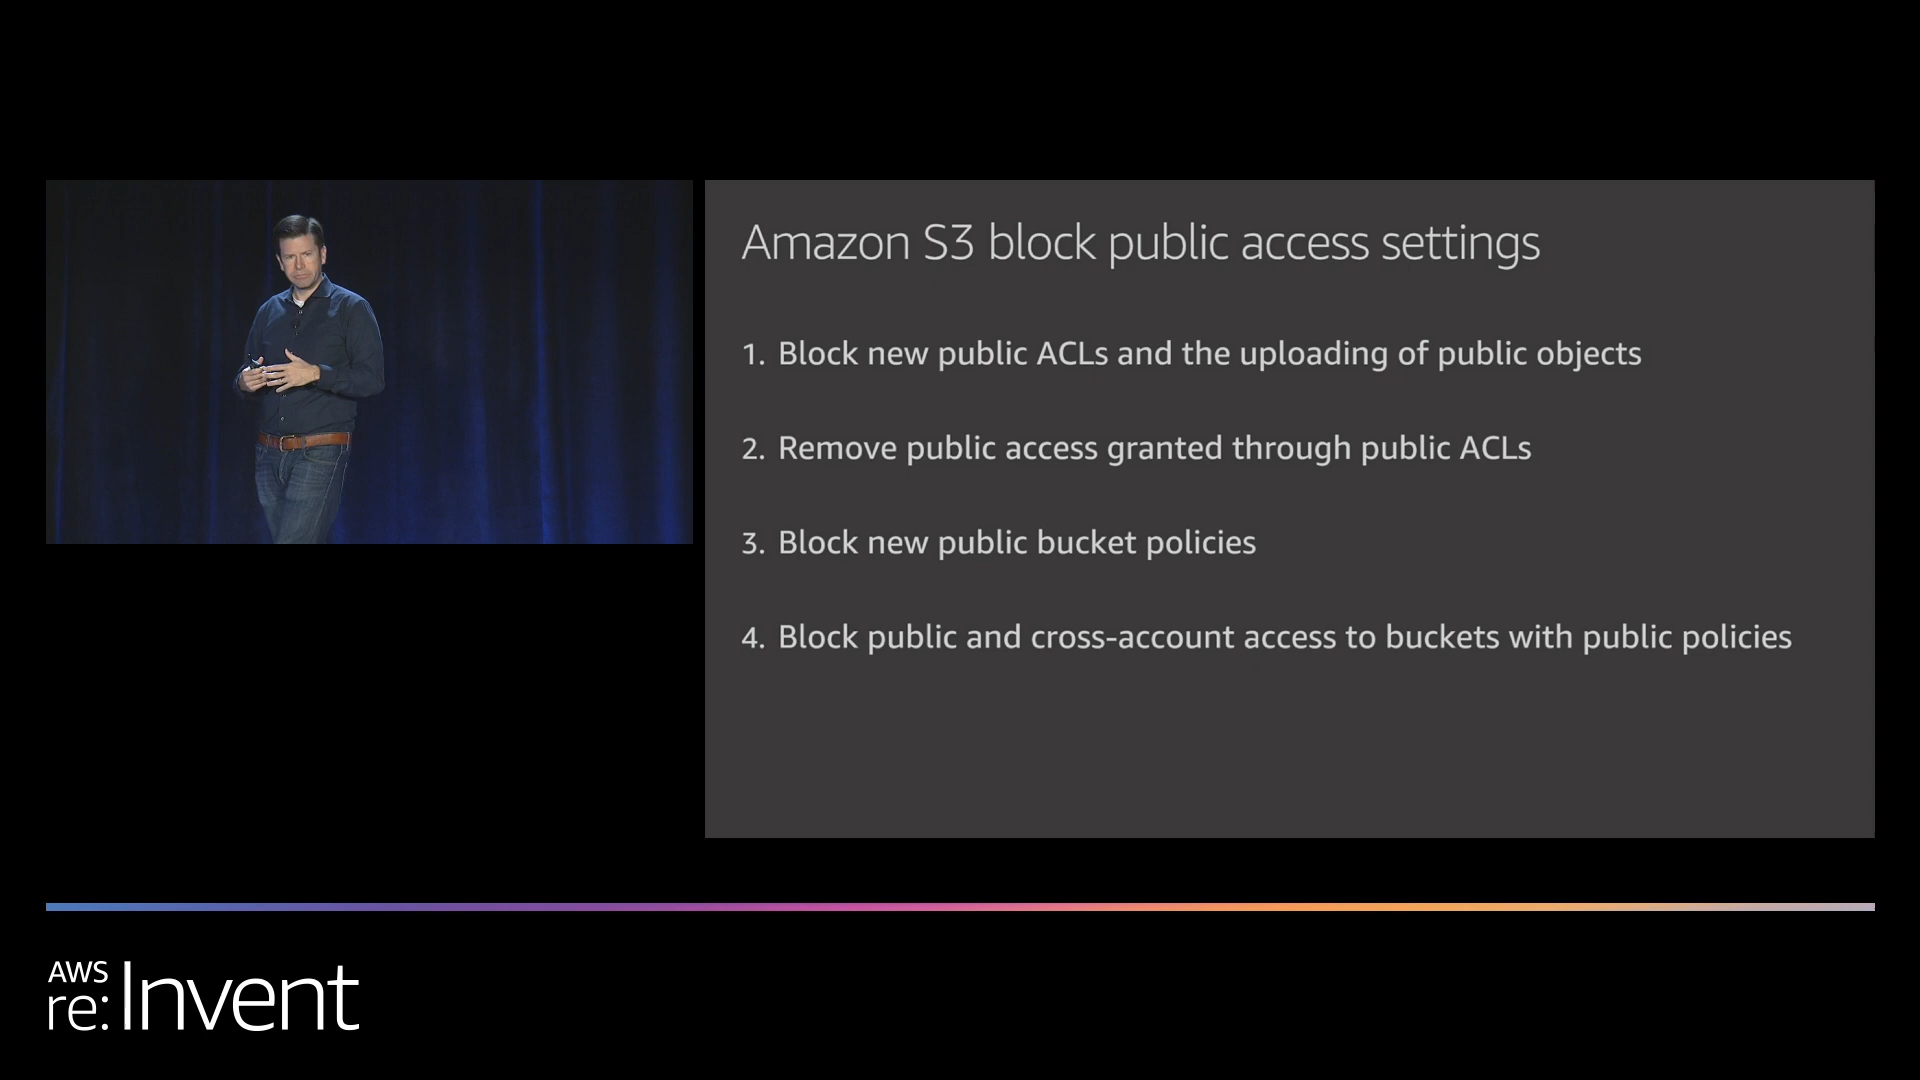 Amazon S3 block public access settings
1. Block new public ACLs and the uploading of public objects
2. Remove public access granted through public ACLs
3. Block new public bucket policies
4. Block public and cross-account access to buckets with public policies
AWS
re:Invent